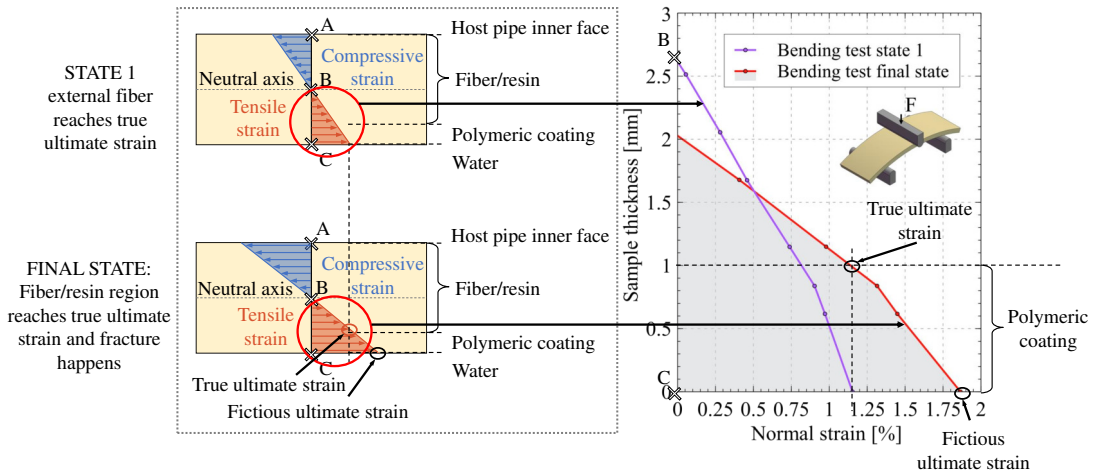 STATE 1
external fiber
reaches true
ultimate strain
A
Host pipe inner face
Compressive
strain
Neutral axis
B
Fiber/resin
Tensile
strain
Polymeric coating
C
Water
FINAL STATE:
Fiber/resin region
reaches true ultimate
strain and fracture
happens
A
Host pipe inner face
Compressive
strain
Neutral axis
B
Fiber/resin
Tensile
strain
Polymeric coating
C
Water
True ultimate strain
Fictious ultimate strain
B
C
Sample thickness [mm]
3
2.5
2
1.5
1
0.5
0
Bending test state 1
Bending test final state
F
True ultimate
strain
Polymeric
coating
0 0.25 0.5 0.75 1 1.25 1.5 1.75 2
Normal strain [%]
Fictious
ultimate strain